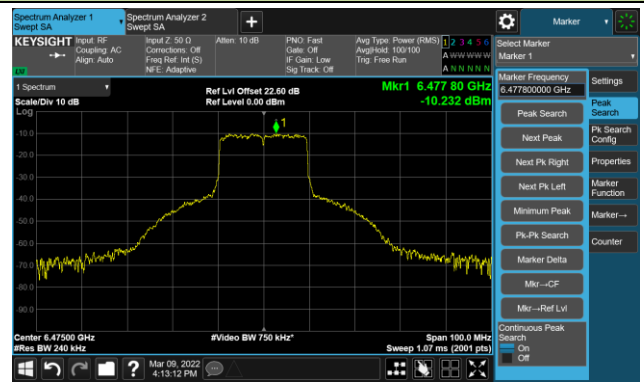 Spectrum Analyzer 1
Swept SA
Spectrum Analyzer 2
Swept SA
+
Marker
KEYSIGHT
Input: RF
Coupling: AC
Align: Auto
Input Z: 50 Ω
Corrections: Off
Freq Ref: Int (S)
NFE: Adaptive
Atten: 10 dB
PNO: Fast
Gate: Off
IF Gain: Low
Sig Track: Off
Avg Type: Power (RMS)
Avg|Hold: 100/100
Trig: Free Run
1 2 3 4 5 6
A W W W W W
A N N N N N
LV
Select Marker
Marker 1
1 Spectrum
Scale/Div 10 dB
Log
Ref Lvl Offset 22.60 dB
Ref Level 0.00 dBm
Mkr1 6.477 80 GHz
-10.232 dBm
1
-10.0
-20.0
-30.0
-40.0
-50.0
-60.0
-70.0
-80.0
-90.0
Center 6.47500 GHz
#Res BW 240 kHz
#Video BW 750 kHz*
Span 100.0 MHz
Sweep 1.07 ms (2001 pts)
Marker Frequency
6.477800000 GHz
Peak Search
Next Peak
Next Pk Right
Next Pk Left
Minimum Peak
Pk-Pk Search
Marker Delta
Mkr→CF
Mkr→Ref Lvl
Continuous Peak
Search
On
Off
Settings
Peak
Search
Pk Search
Config
Properties
Marker
Function
Marker→
Counter
?
Mar 09, 2022
4:13:12 PM